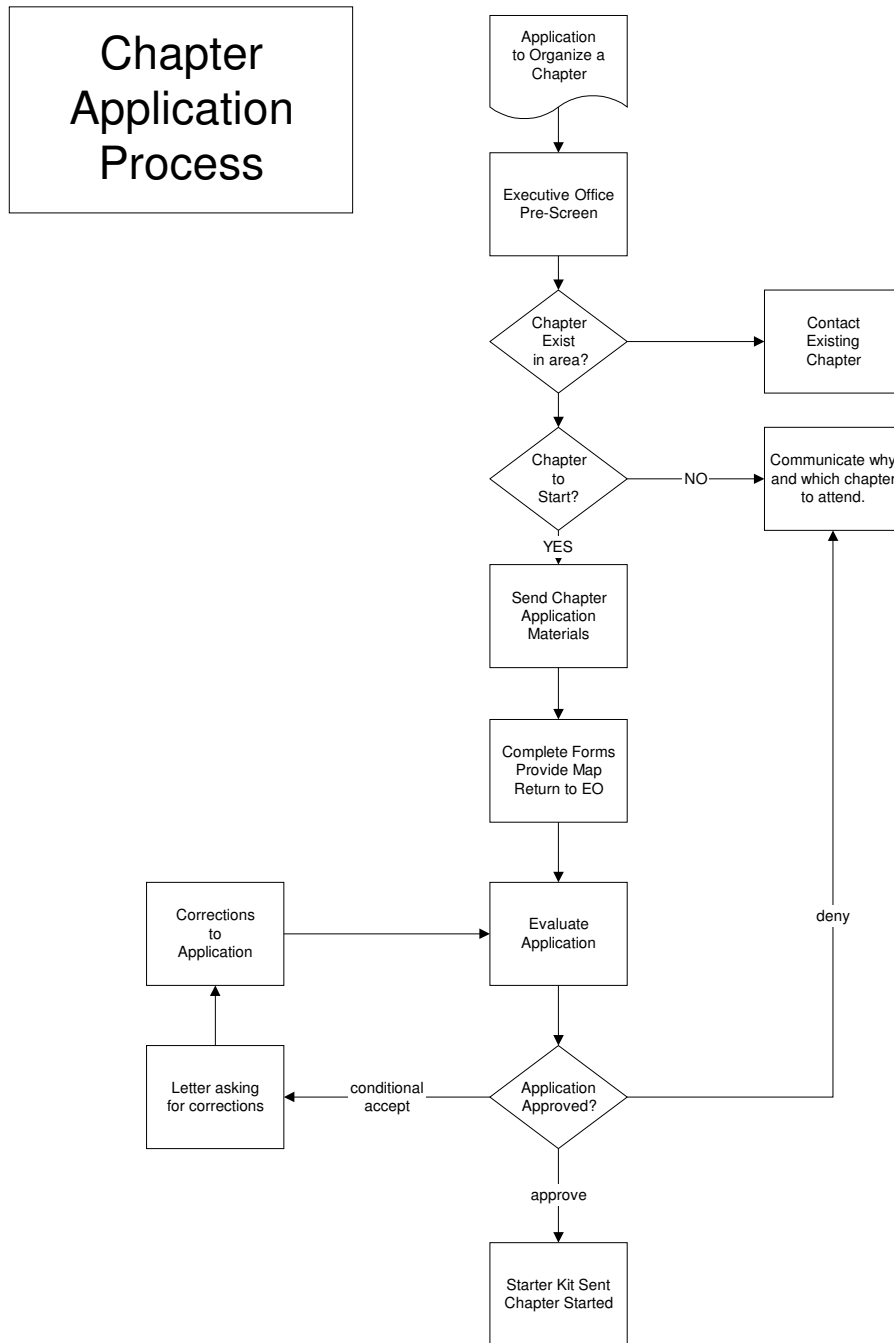 Chapter
Application
Process
Application
to Organize a
Chapter
Executive Office
Pre-Screen
Chapter
Exist
in area?
Contact
Existing
Chapter
Chapter
to
Start?
NO
Communicate why
and which chapter
to attend.
YES
Send Chapter
Application
Materials
Complete Forms
Provide Map
Return to EO
Corrections
to
Application
Evaluate
Application
deny
Letter asking
for corrections
conditional
accept
Application
Approved?
approve
Starter Kit Sent
Chapter Started